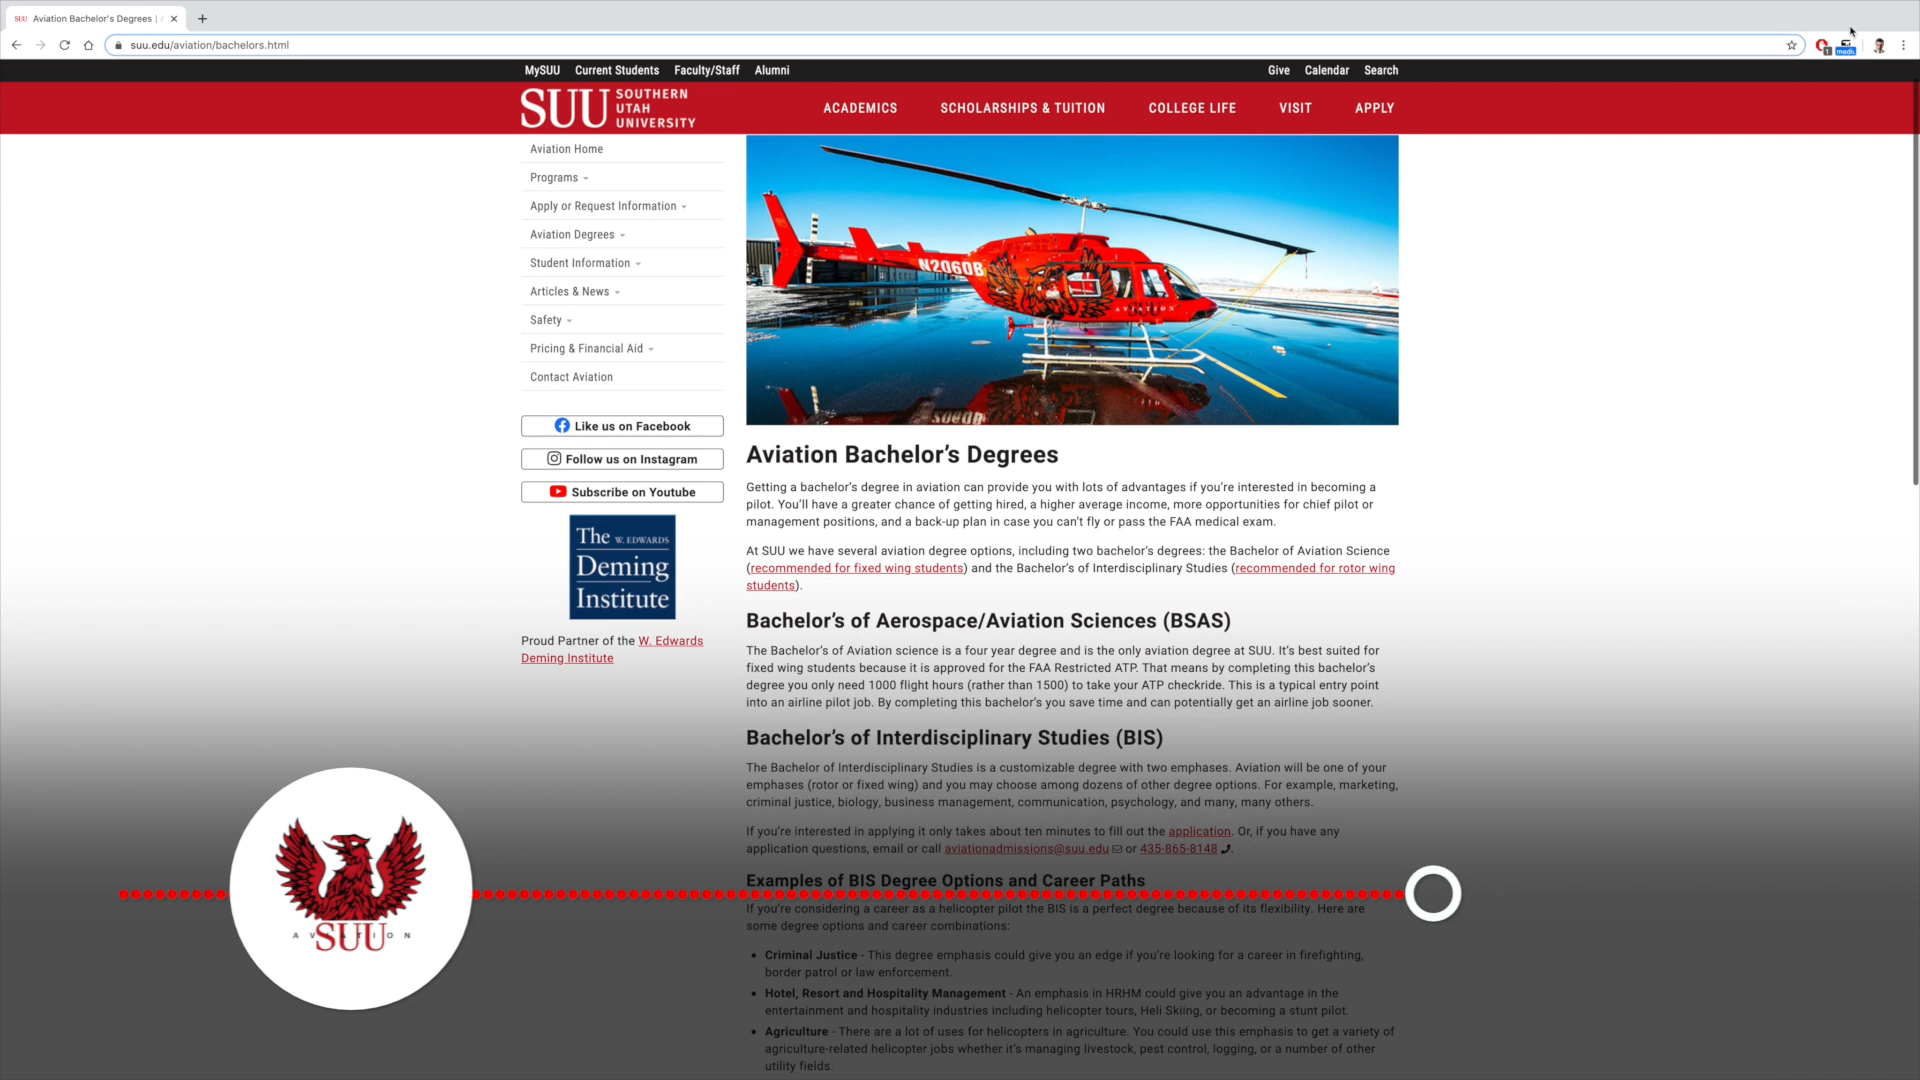 SUU Aviation Bachelor's Degrees |
suu.edu/aviation/bachelors.html
1
MySUU Current Students Faculty/Staff Alumni
Give Calendar Search
SUU SOUTHERN UTAH UNIVERSITY
ACADEMICS SCHOLARSHIPS & TUITION COLLEGE LIFE VISIT APPLY
Aviation Home
Programs
Apply or Request Information
Aviation Degrees
Student Information
Articles & News
Safety
Pricing & Financial Aid
Contact Aviation
Like us on Facebook
Follow us on Instagram
Subscribe on Youtube
The W. EDWARDS
Deming
Institute
Proud Partner of the W. Edwards
Deming Institute
N2060B
AVIATION
Aviation Bachelor’s Degrees
Getting a bachelor’s degree in aviation can provide you with lots of advantages if you’re interested in becoming a
pilot. You’ll have a greater chance of getting hired, a higher average income, more opportunities for chief pilot or
management positions, and a back-up plan in case you can’t fly or pass the FAA medical exam.
At SUU we have several aviation degree options, including two bachelor’s degrees: the Bachelor of Aviation Science
(recommended for fixed wing students) and the Bachelor’s of Interdisciplinary Studies (recommended for rotor wing
students).
Bachelor’s of Aerospace/Aviation Sciences (BSAS)
The Bachelor’s of Aviation science is a four year degree and is the only aviation degree at SUU. It’s best suited for
fixed wing students because it is approved for the FAA Restricted ATP. That means by completing this bachelor’s
degree you only need 1000 flight hours (rather than 1500) to take your ATP checkride. This is a typical entry point
into an airline pilot job. By completing this bachelor’s you save time and can potentially get an airline job sooner.
Bachelor’s of Interdisciplinary Studies (BIS)
The Bachelor of Interdisciplinary Studies is a customizable degree with two emphases. Aviation will be one of your
emphases (rotor or fixed wing) and you may choose among dozens of other degree options. For example, marketing,
criminal justice, biology, business management, communication, psychology, and many, many others.
If you’re interested in applying it only takes about ten minutes to fill out the application. Or, if you have any
application questions, email or call aviationadmissions@suu.edu or 435-865-8148.
Examples of BIS Degree Options and Career Paths
If you’re considering a career as a helicopter pilot the BIS is a perfect degree because of its flexibility. Here are
some degree options and career combinations:
Criminal Justice - This degree emphasis could give you an edge if you’re looking for a career in firefighting,
border patrol or law enforcement.
Hotel, Resort and Hospitality Management - An emphasis in HRHM could give you an advantage in the
entertainment and hospitality industries including helicopter tours, Heli Skiing, or becoming a stunt pilot.
Agriculture - There are a lot of uses for helicopters in agriculture. You could use this emphasis to get a variety of
agriculture-related helicopter jobs whether it’s managing livestock, pest control, logging, or a number of other
utility fields.
SUU
AVIATION